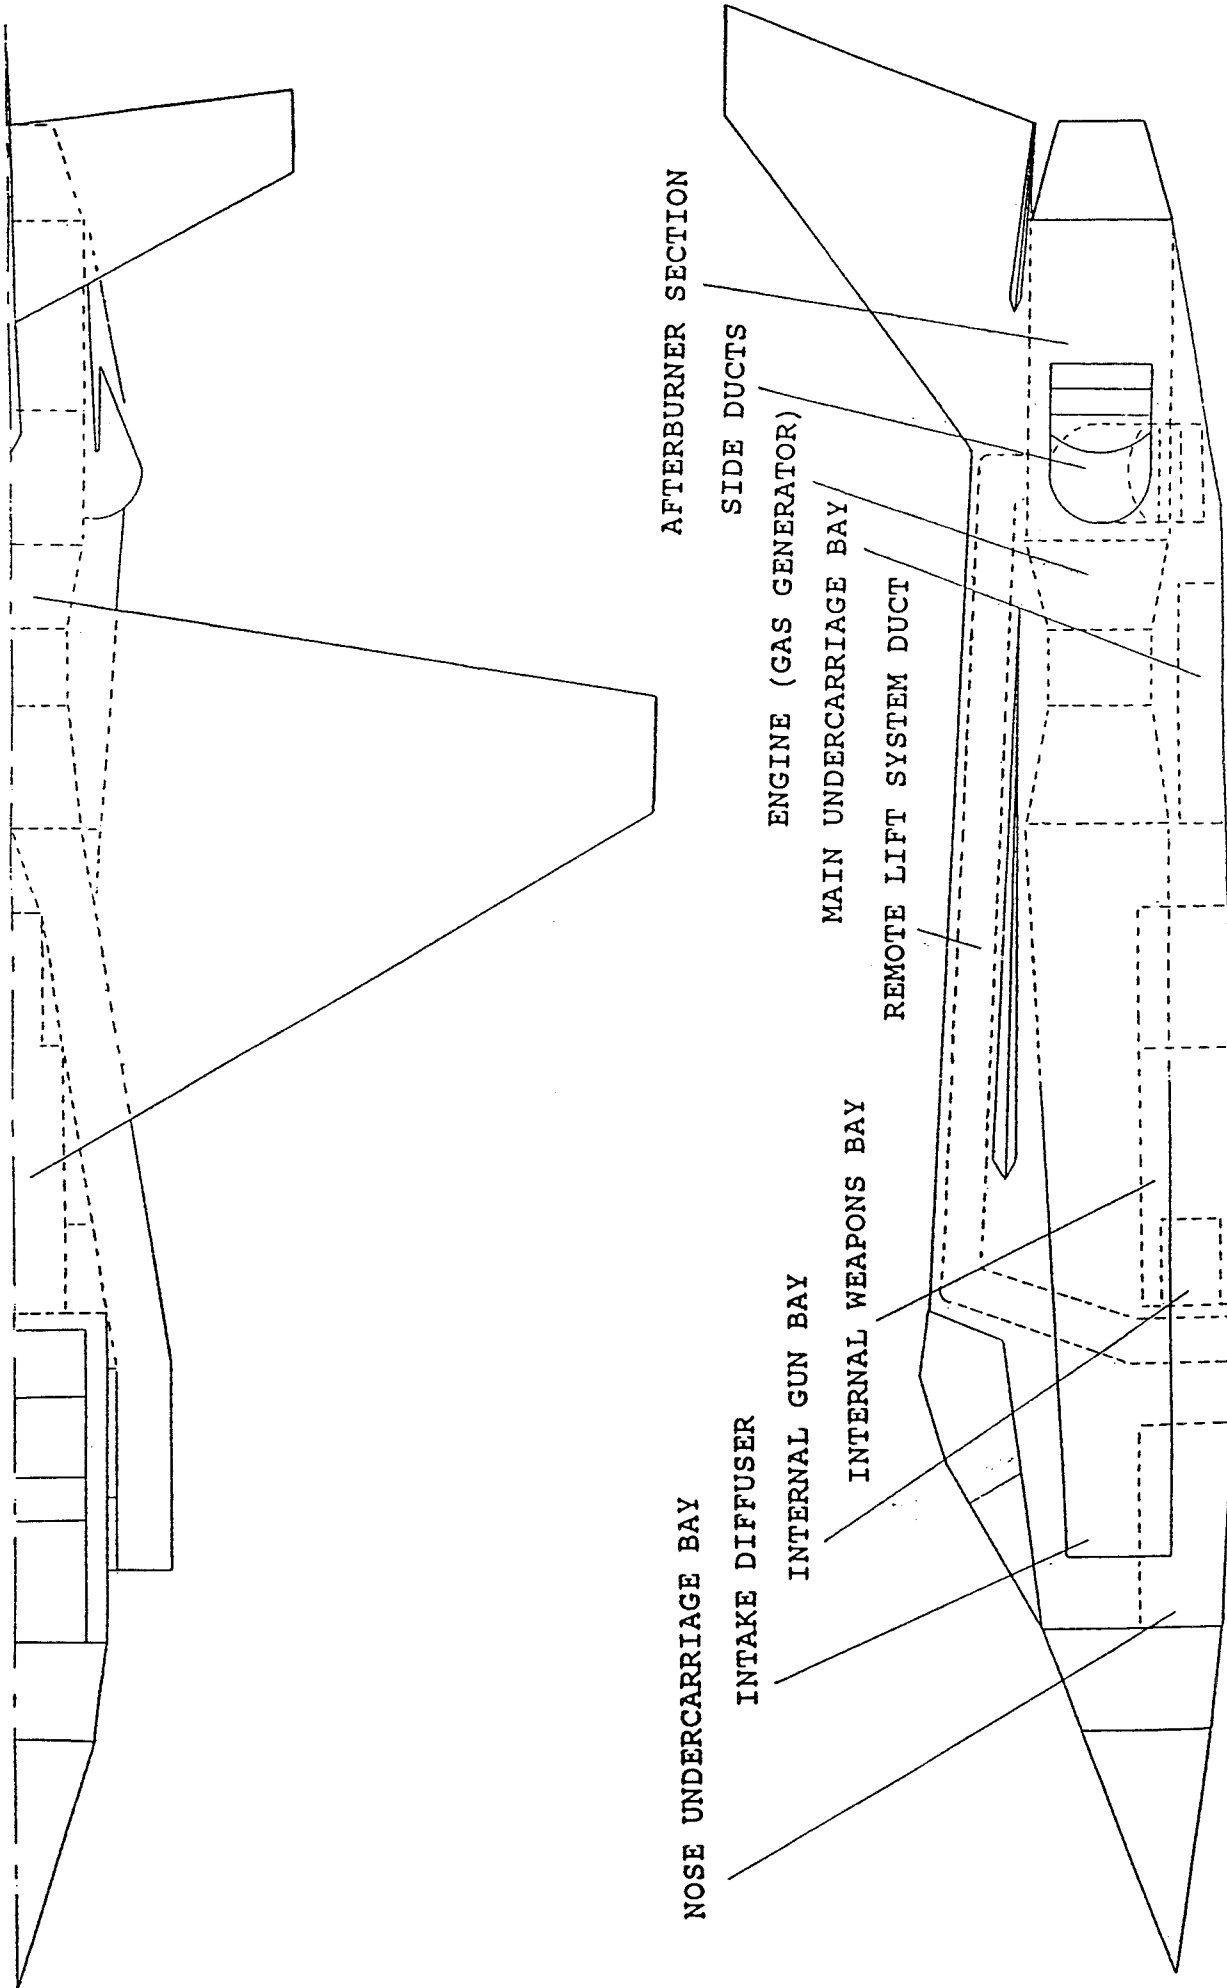 NOSE UNDERCARRIAGE BAY
INTAKE DIFFUSER
INTERNAL GUN BAY
INTERNAL WEAPONS BAY
AFTERBURNER SECTION
SIDE DUCTS
ENGINE (GAS GENERATOR)
MAIN UNDERCARRIAGE BAY
REMOTE LIFT SYSTEM DUCT